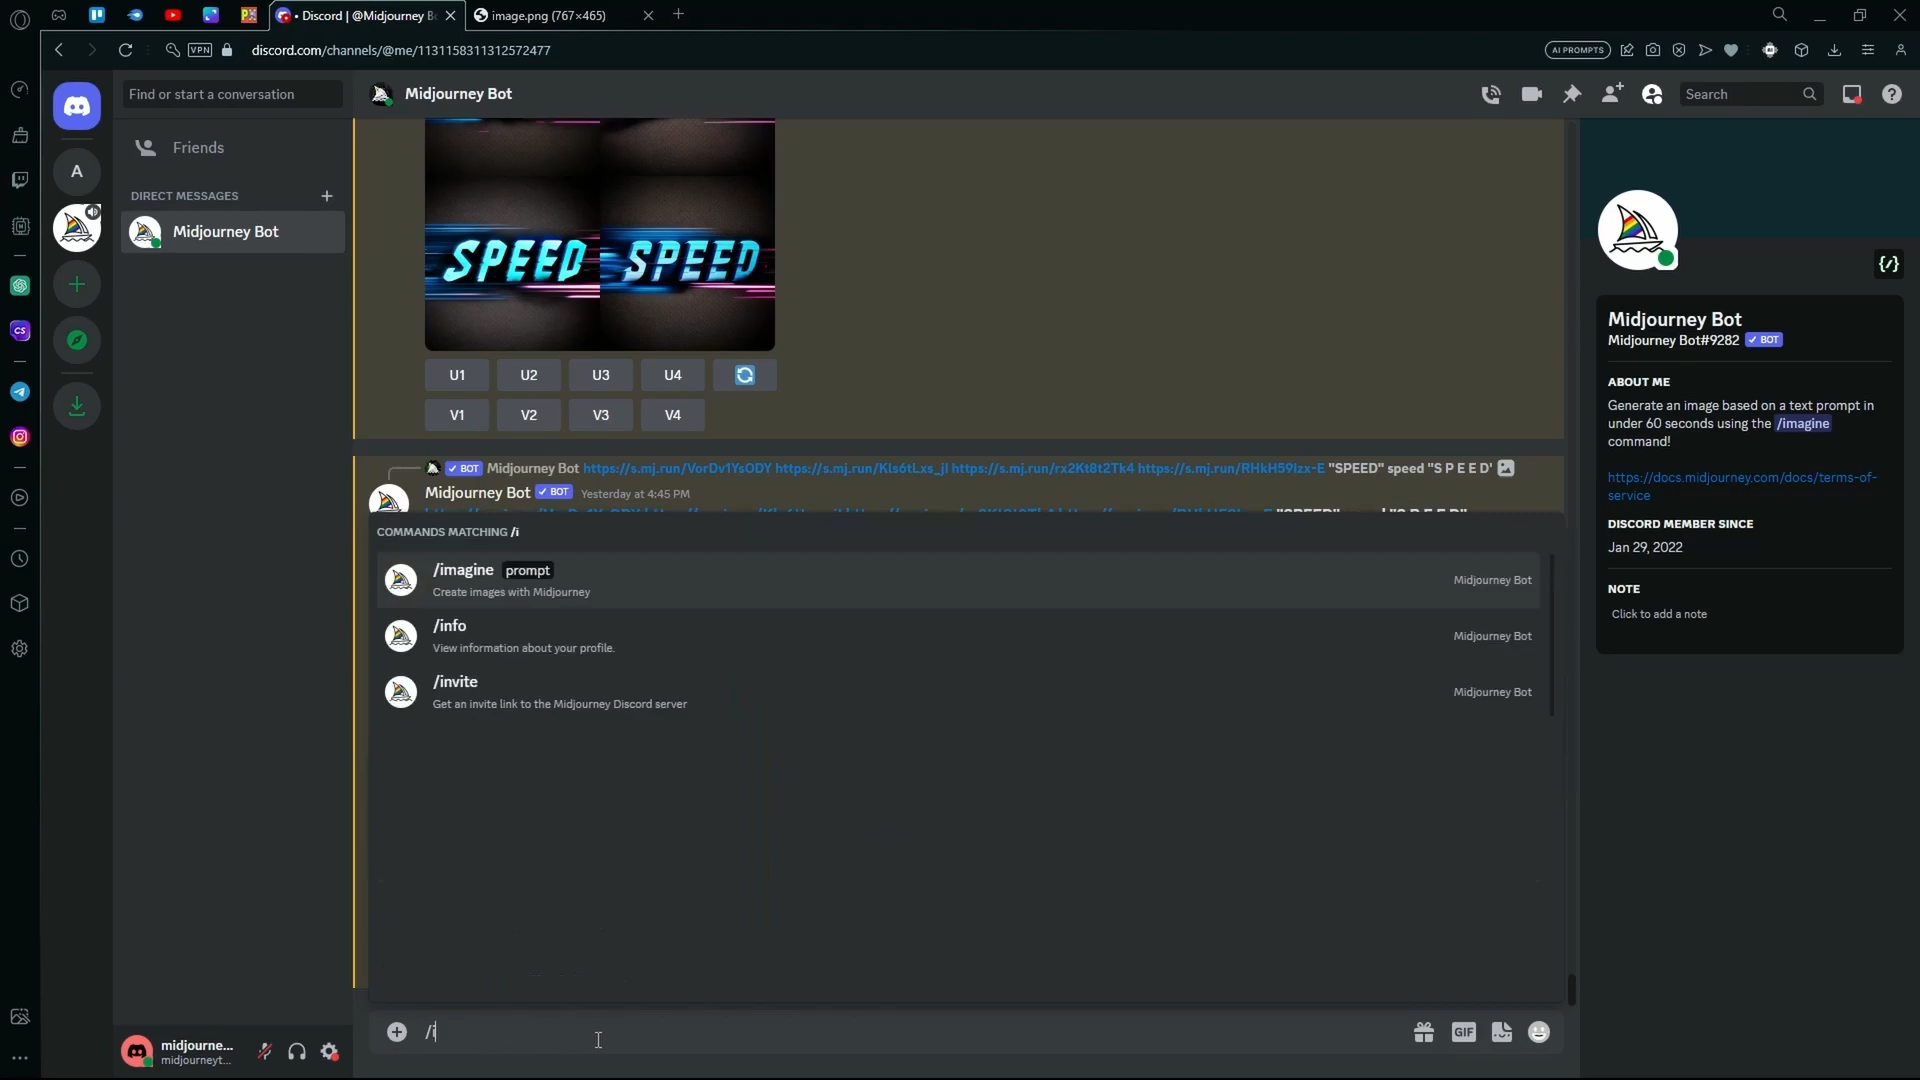 Discord | @Midjourney B
image.png (767×465)
VPN
discord.com/channels/@me/1131158311312572477
AI PROMPTS
Find or start a conversation
Midjourney Bot
Search
Friends
A
DIRECT MESSAGES
Midjourney Bot
CS
SPEED SPEED
U1 U2 U3 U4
V1 V2 V3 V4
BOT Midjourney Bot https://s.mj.run/VorDv1YsODY https://s.mj.run/Kls6tLxs_jI https://s.mj.run/rx2Kt8t2Tk4 https://s.mj.run/RHkH59Izx-E "SPEED" speed "S P E E D'
Midjourney Bot BOT Yesterday at 4:45 PM
COMMANDS MATCHING /i
/imagine prompt
Create images with Midjourney
Midjourney Bot
/info
View information about your profile.
Midjourney Bot
/invite
Get an invite link to the Midjourney Discord server
Midjourney Bot
/i
GIF
midjourne...
midjourneyt...
Midjourney Bot
Midjourney Bot#9282 BOT
ABOUT ME
Generate an image based on a text prompt in
under 60 seconds using the /imagine
command!
https://docs.midjourney.com/docs/terms-of-
service
DISCORD MEMBER SINCE
Jan 29, 2022
NOTE
Click to add a note